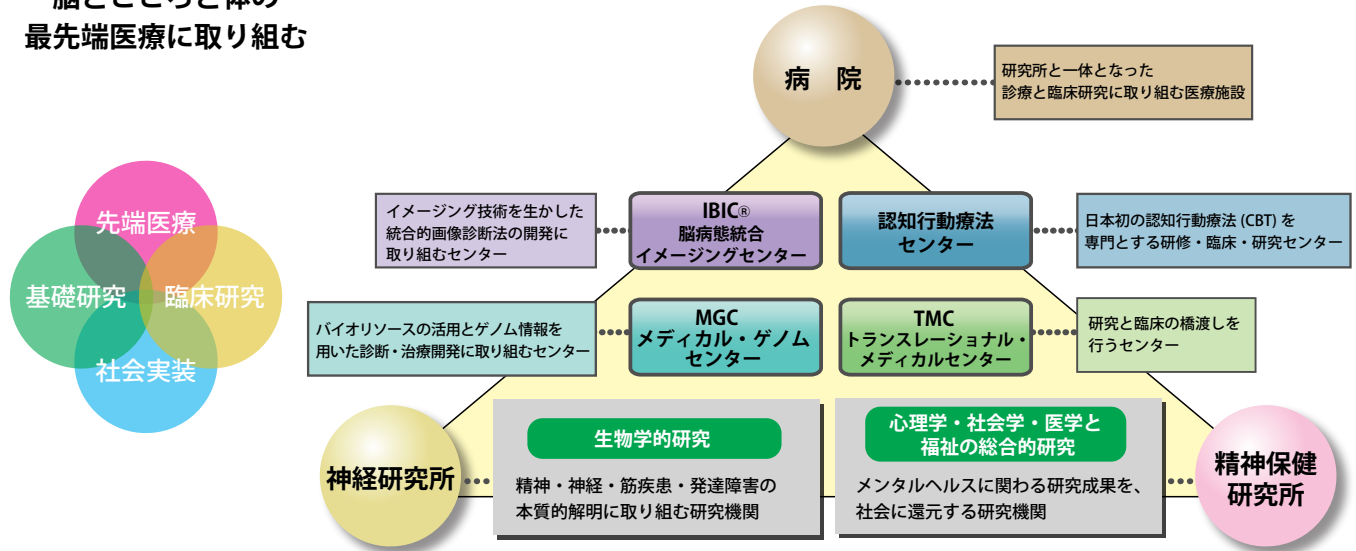 脳とこころと体の
最先端医療に取り組む
先端医療
基礎研究
臨床研究
社会実装
病　院
研究所と一体となった
診療と臨床研究に取り組む医療施設
イメージング技術を生かした
統合的画像診断法の開発に
取り組むセンター
IBIC®
脳病態統合
イメージングセンター
認知行動療法
センター
日本初の認知行動療法 (CBT) を
専門とする研修・臨床・研究センター
バイオリソースの活用とゲノム情報を
用いた診断・治療開発に取り組むセンター
MGC
メディカル・ゲノム
センター
TMC
トランスレーショナル・
メディカルセンター
研究と臨床の橋渡しを
行うセンター
神経研究所
生物学的研究
精神・神経・筋疾患・発達障害の
本質的解明に取り組む研究機関
心理学・社会学・医学と
福祉の総合的研究
メンタルヘルスに関わる研究成果を、
社会に還元する研究機関
精神保健
研究所